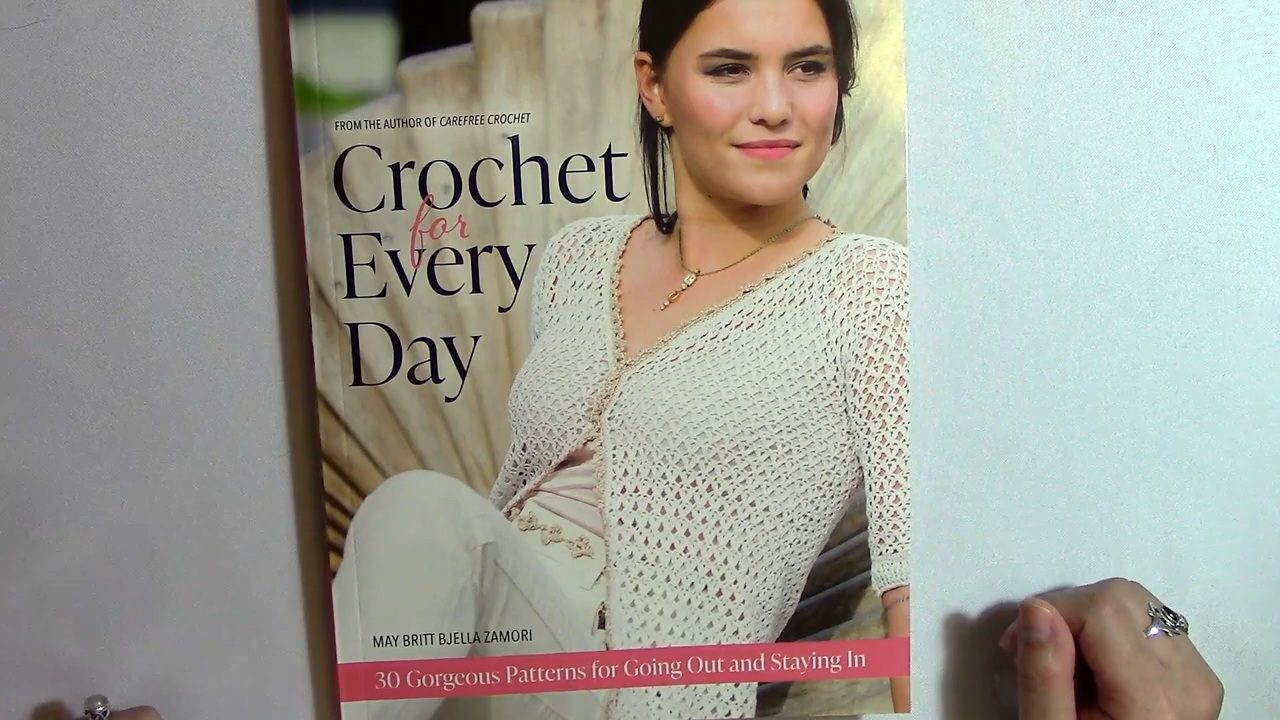 FROM THE AUTHOR OF CAREFREE CROCHET
Crochet
for
Every
Day
MAY BRITT BJELLA ZAMORI
30 Gorgeous Patterns for Going Out and Staying In